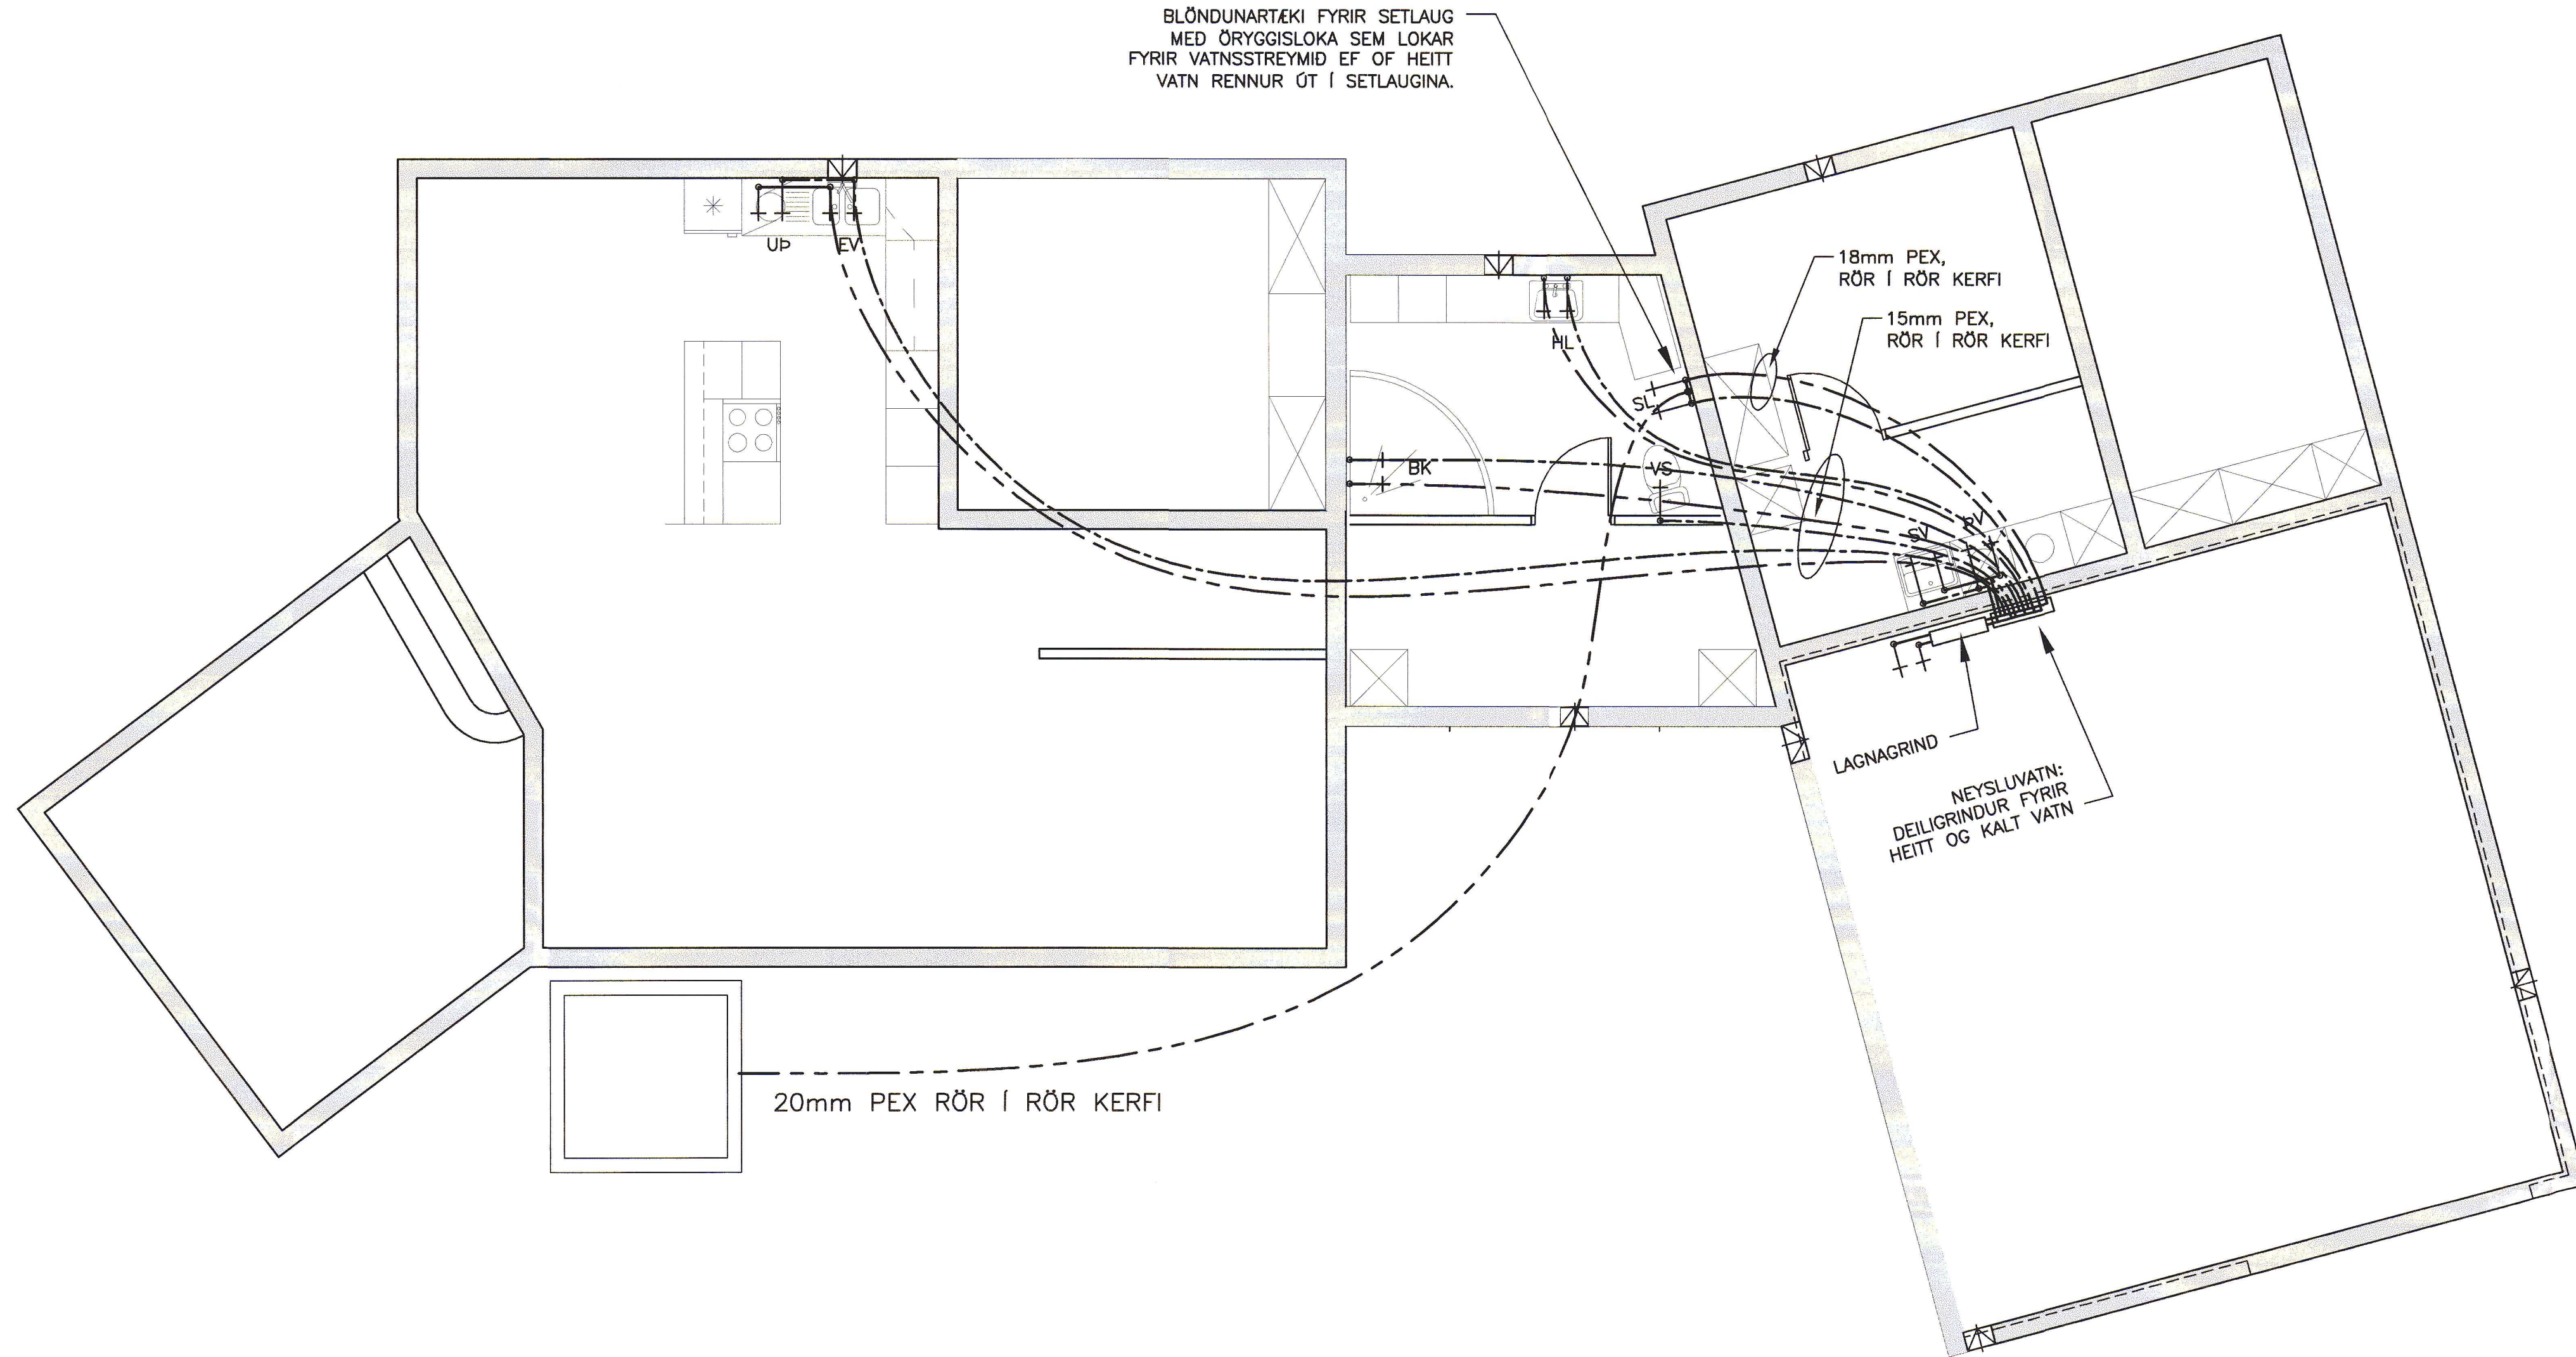 BLÖNDUNARTÆKI FYRIR SETLAUG
MEÐ ÖRYGGISLOKA SEM LOKAR
FYRIR VATNSSTREYMIÐ EF OF HEITT
VATN RENNUR ÚT Í SETLAUGINA.
UÞ
EV
18mm PEX,
RÖR Í RÖR KERFI
15mm PEX,
RÖR Í RÖR KERFI
HL
SL
BK
VS
SV
ÞV
LAGNAGRIND
NEYSLUVATN:
DEILIGRINDUR FYRIR
HEITT OG KALT VATN
20mm PEX RÖR Í RÖR KERFI